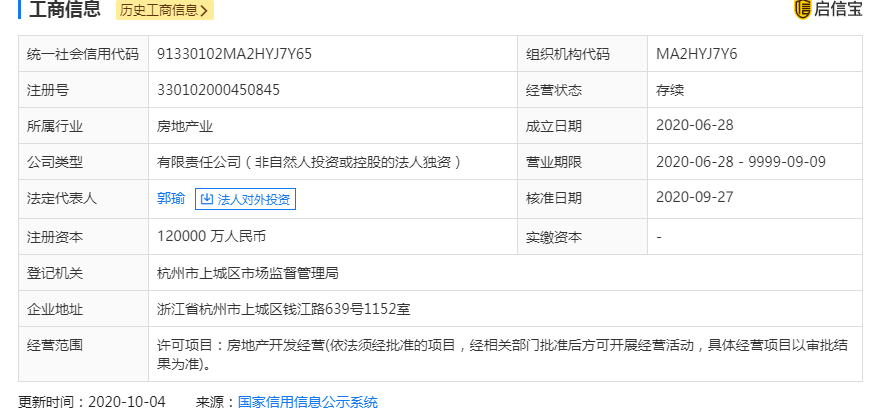 工商信息 历史工商信息 启信宝
统一社会信用代码 91330102MA2HYJ7Y65 组织机构代码 MA2HYJ7Y6
注册号 330102000450845 经营状态 存续
所属行业 房地产业 成立日期 2020-06-28
公司类型 有限责任公司（非自然人投资或控股的法人独资） 营业期限 2020-06-28 - 9999-09-09
法定代表人 郭瑜 法人对外投资 核准日期 2020-09-27
注册资本 120000 万人民币 实缴资本 -
登记机关 杭州市上城区市场监督管理局
企业地址 浙江省杭州市上城区钱江路639号1152室
经营范围 许可项目：房地产开发经营(依法须经批准的项目，经相关部门批准后方可开展经营活动，具体经营项目以审批结
果为准)。
更新时间：2020-10-04 来源：国家信用信息公示系统